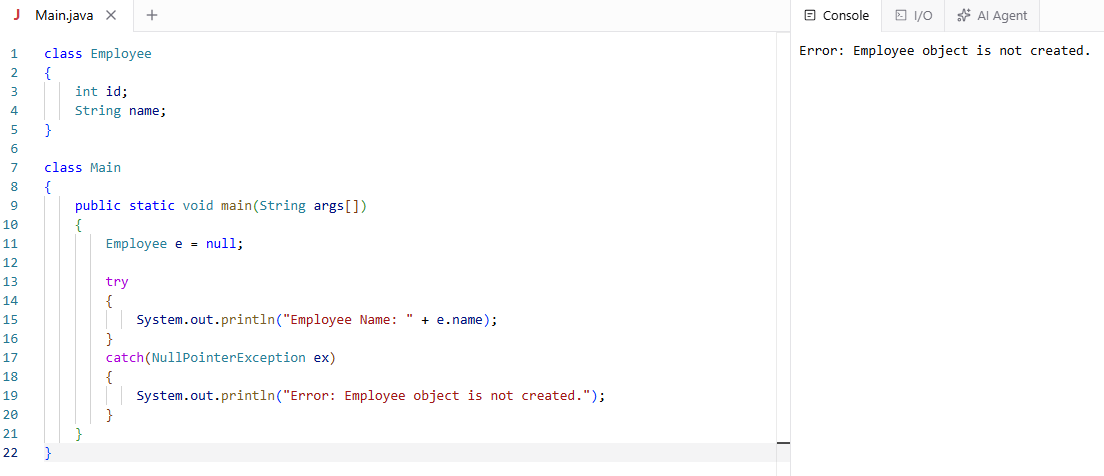 J Main.java × +
Console I/O AI Agent
Error: Employee object is not created.
1 class Employee
2 {
3 int id;
4 String name;
5 }
6
7 class Main
8 {
9 public static void main(String args[])
10 {
11 Employee e = null;
12
13 try
14 {
15 System.out.println("Employee Name: " + e.name);
16 }
17 catch(NullPointerException ex)
18 {
19 System.out.println("Error: Employee object is not created.");
20 }
21 }
22 }